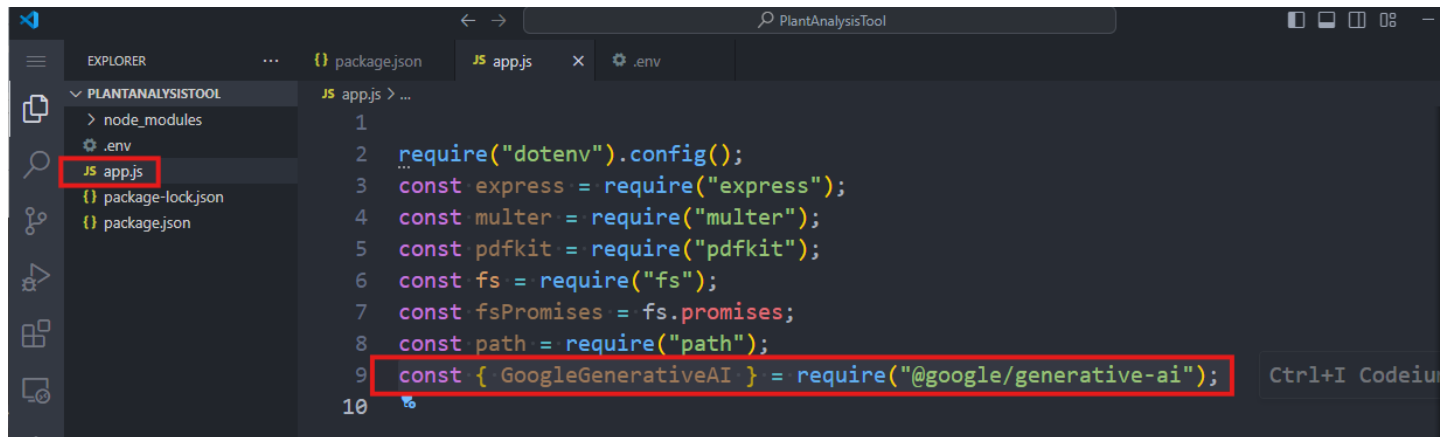 PlantAnalysisTool
EXPLORER ...
{} package.json JS app.js × .env
PLANTANALYSISTOOL
node_modules
.env
JS app.js
{} package-lock.json
{} package.json
JS app.js > ...
1
2 require("dotenv").config();
3 const express = require("express");
4 const multer = require("multer");
5 const pdfkit = require("pdfkit");
6 const fs = require("fs");
7 const fsPromises = fs.promises;
8 const path = require("path");
9 const { GoogleGenerativeAI } = require("@google/generative-ai"); Ctrl+I Codeiu
10